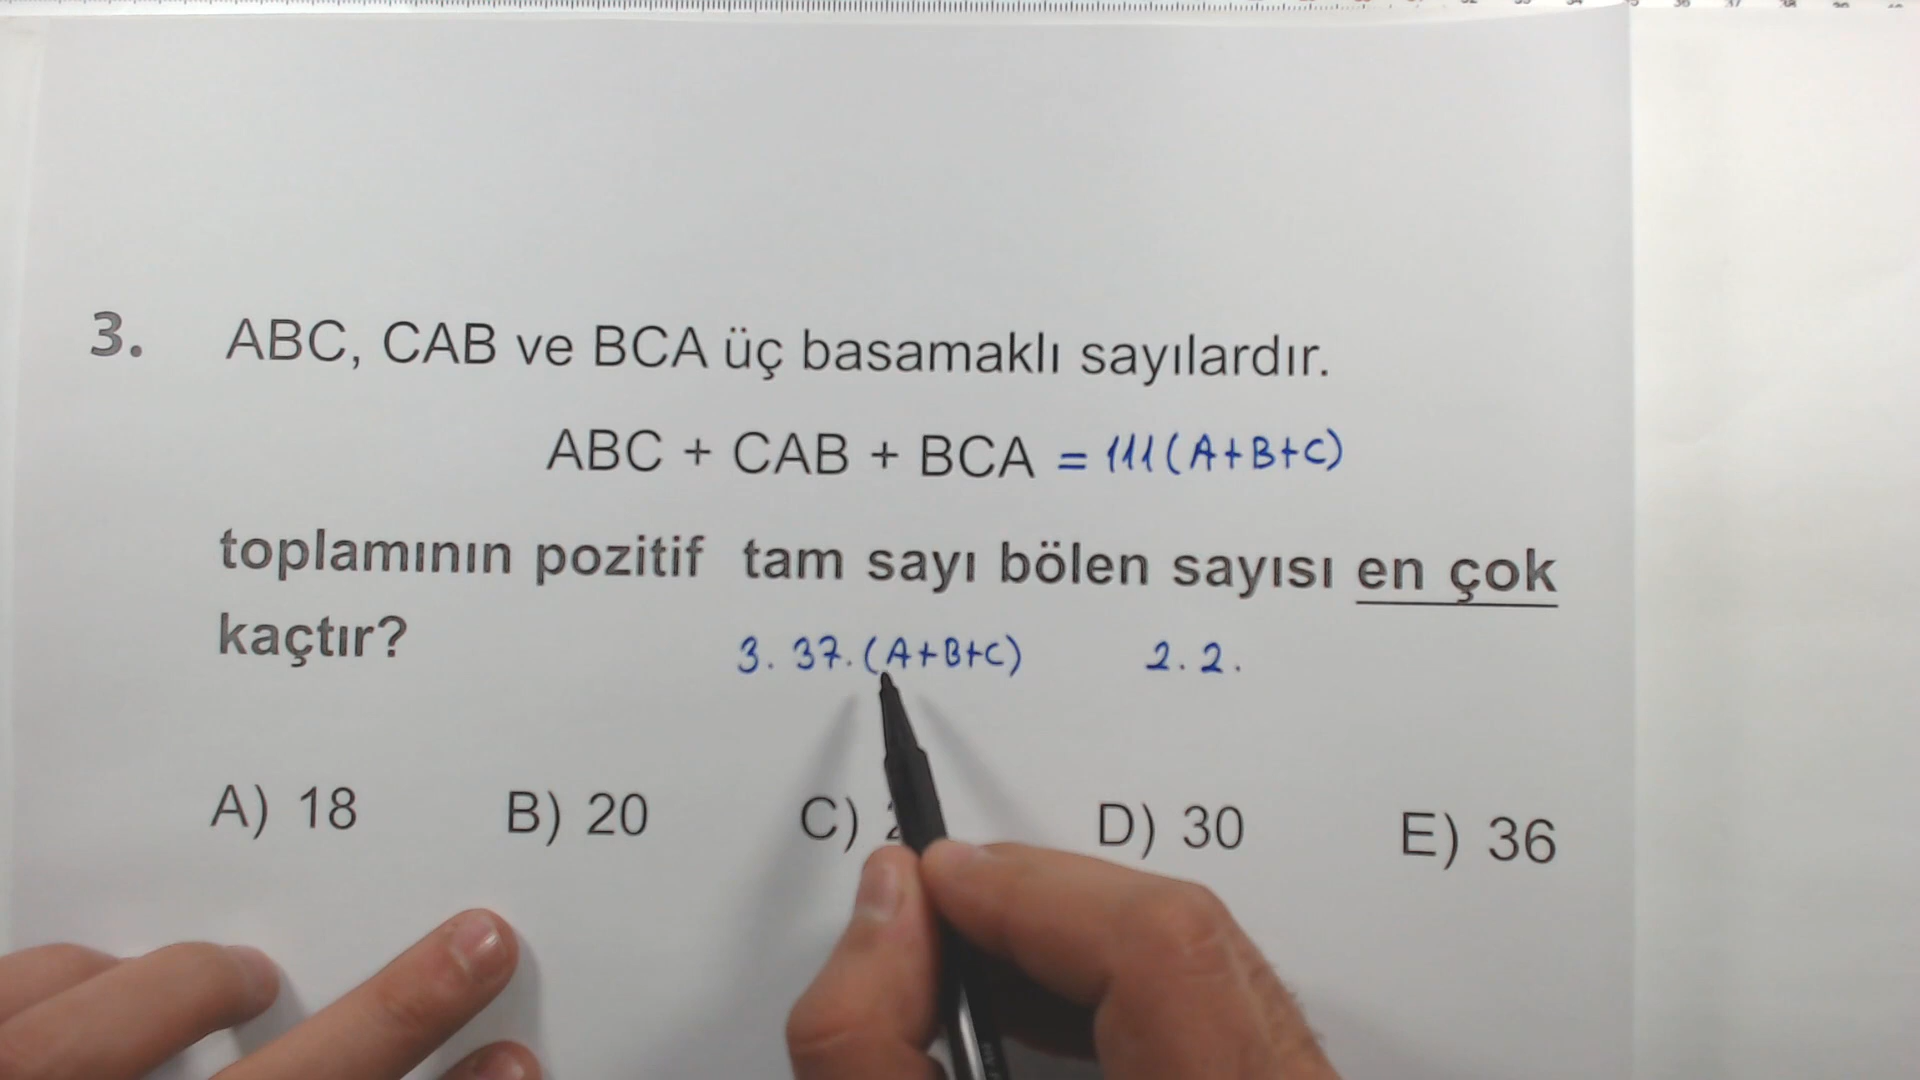 3. ABC, CAB ve BCA üç basamaklı sayılardır.
ABC + CAB + BCA = 111(A+B+C)
toplamının pozitif tam sayı bölen sayısı en çok
kaçtır?
3. 37. (A+B+C) 2. 2.
A) 18 B) 20 C) D) 30 E) 36